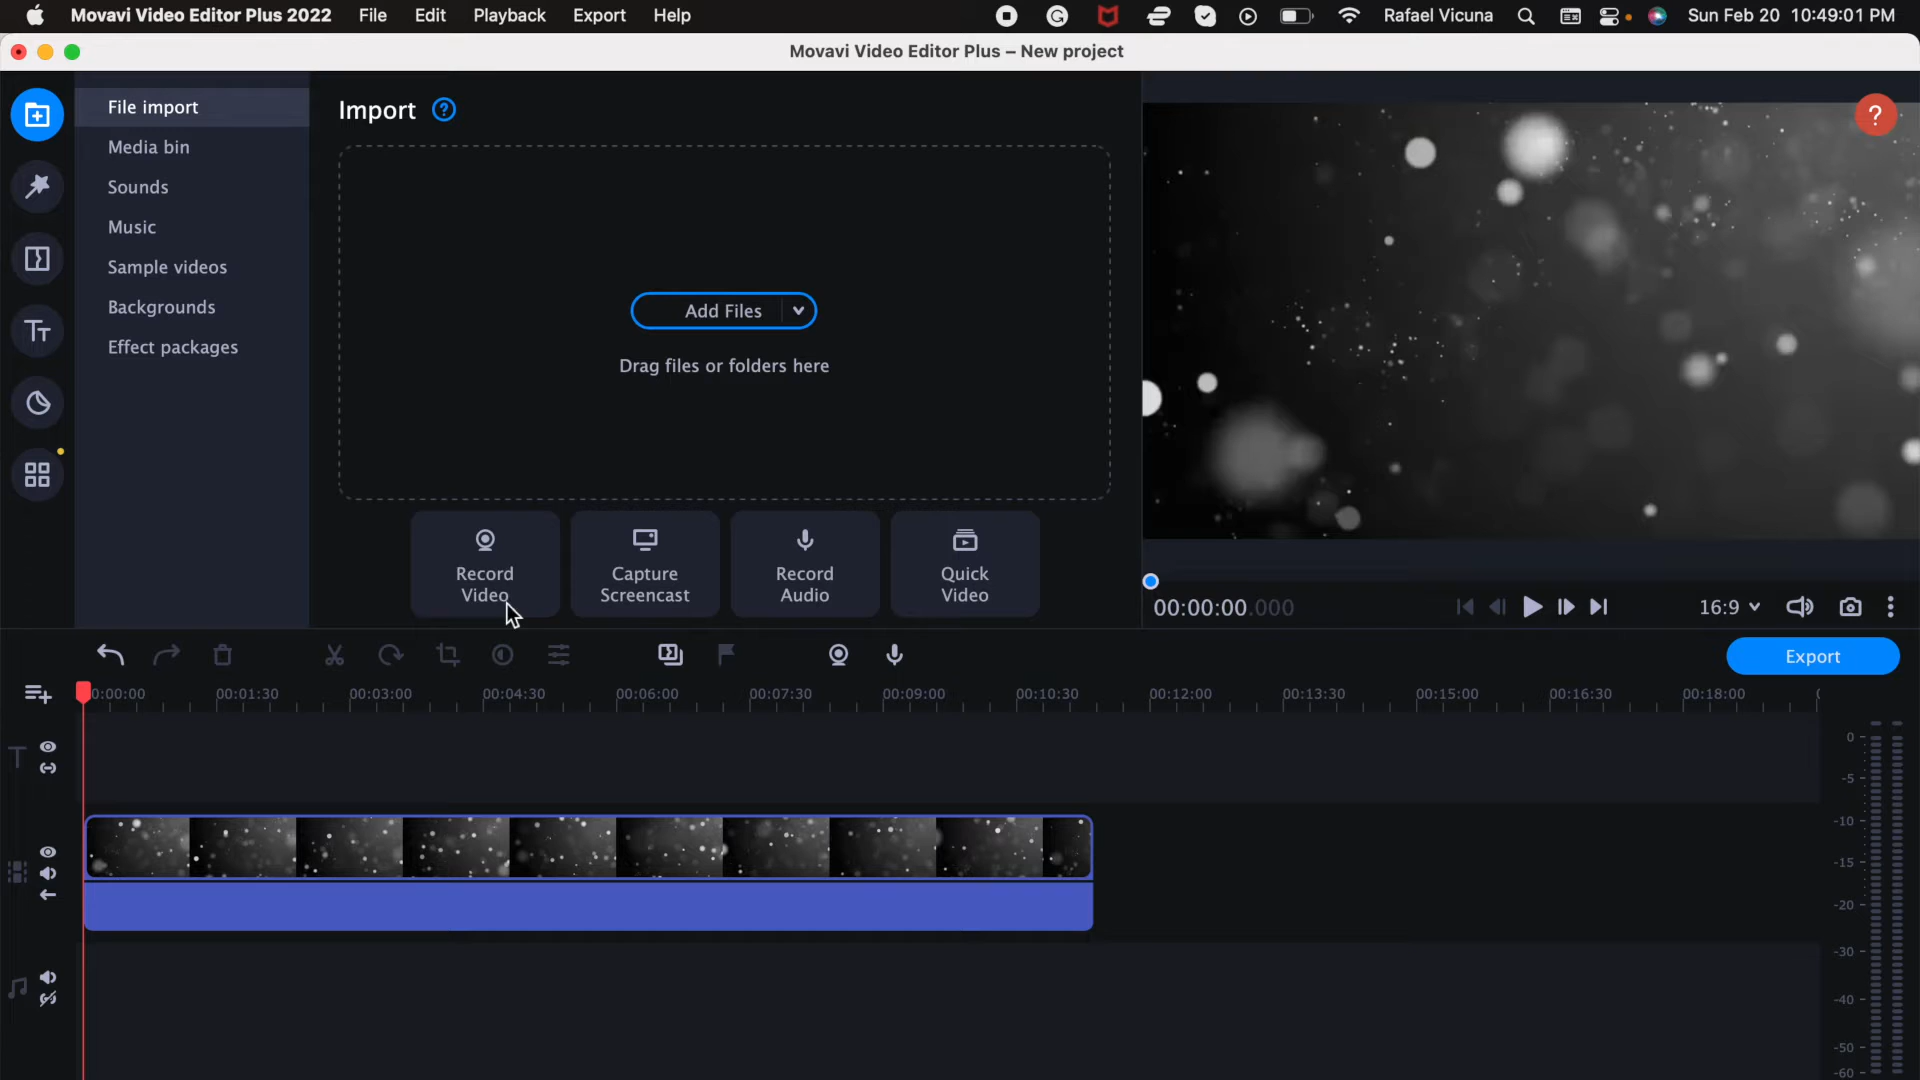 Movavi Video Editor Plus 2022 File Edit Playback Export Help Rafael Vicuna Sun Feb 20 10:49:01 PM
Movavi Video Editor Plus – New project
File import
Media bin
Sounds
Music
Sample videos
Backgrounds
Effect packages
Import ?
Add Files
Drag files or folders here
Record Video
Capture Screencast
Record Audio
Quick Video
?
00:00:00.000
16:9
Export
0:00:00 00:01:30 00:03:00 00:04:30 00:06:00 00:07:30 00:09:00 00:10:30 00:12:00 00:13:30 00:15:00 00:16:30 00:18:00
0
-5
-10
-15
-20
-30
-40
-50
-60